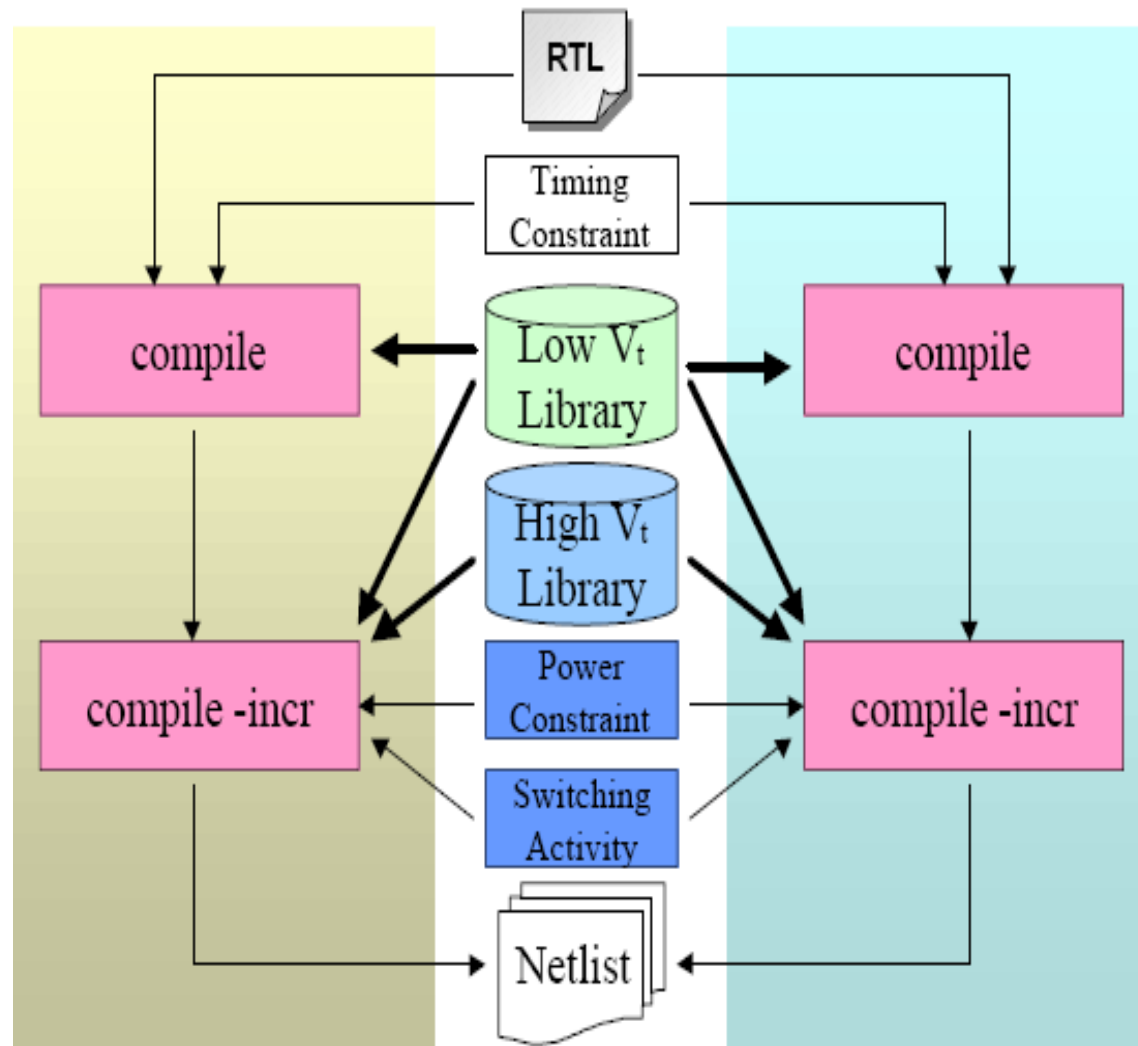 RTL
Timing
Constraint
compile
Low Vt
Library
compile
High Vt
Library
compile -incr
Power
Constraint
compile -incr
Switching
Activity
Netlist